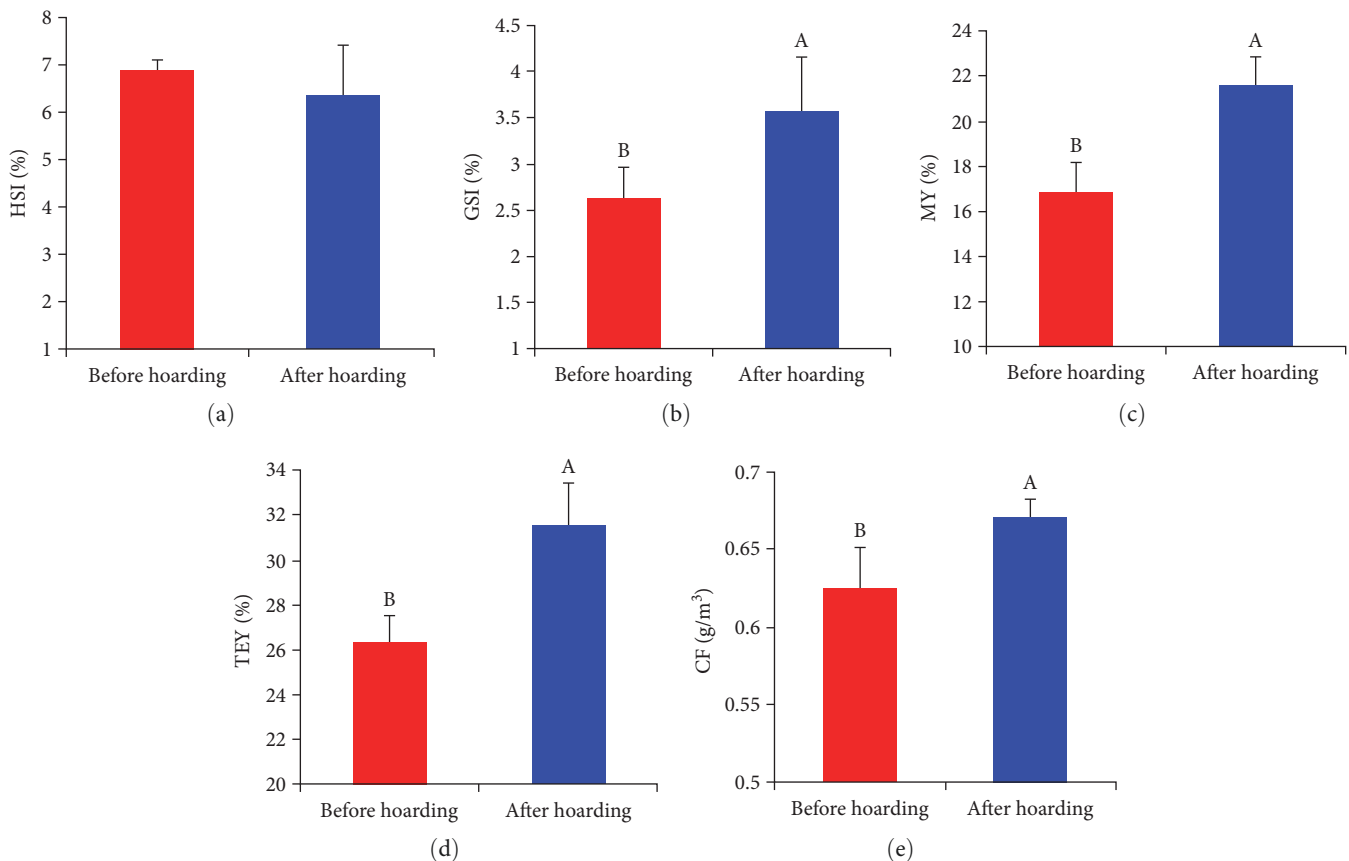 8
7
6
5
4
3
2
1
HSI (%)
Before hoarding
After hoarding
(a)
4.5
4
3.5
3
2.5
2
1.5
1
GSI (%)
B
A
Before hoarding
After hoarding
(b)
24
22
20
18
16
14
12
10
MY (%)
B
A
Before hoarding
After hoarding
(c)
34
32
30
28
26
24
22
20
TEY (%)
B
A
Before hoarding
After hoarding
(d)
0.7
0.65
0.6
0.55
0.5
CF (g/m³)
B
A
Before hoarding
After hoarding
(e)